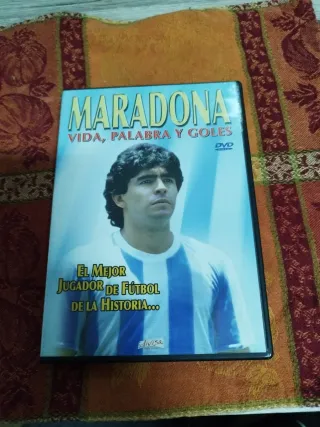 MARADONA
VIDA, PALABRA Y GOLES
DVD
EL MEJOR
JUGADOR DE FÚTBOL
DE LA HISTORIA...